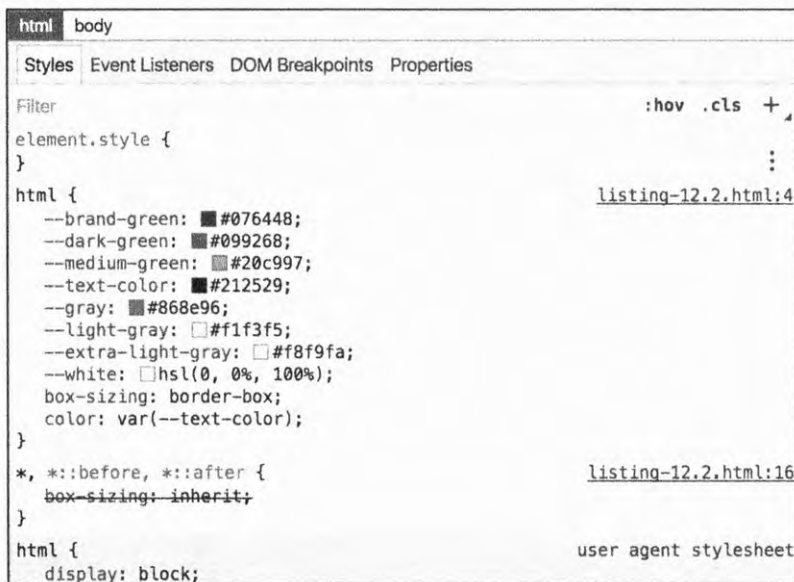 html body
Styles Event Listeners DOM Breakpoints Properties
Filter :hov .cls +
element.style {
}
html { listing-12.2.html:4
--brand-green: #076448;
--dark-green: #099268;
--medium-green: #20c997;
--text-color: #212529;
--gray: #868e96;
--light-gray: #f1f3f5;
--extra-light-gray: #f8f9fa;
--white: hsl(0, 0%, 100%);
box-sizing: border-box;
color: var(--text-color);
}
*, *::before, *::after { listing-12.2.html:16
box-sizing: inherit;
}
html { user agent stylesheet
display: block;